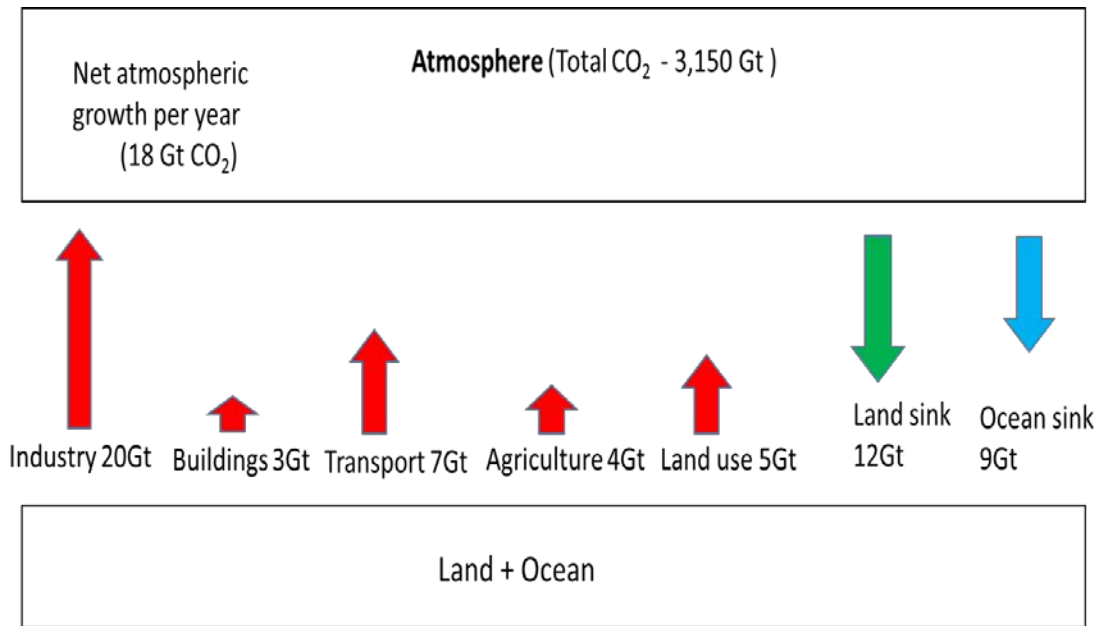 Atmosphere (Total CO₂ - 3,150 Gt )
Net atmospheric
growth per year
(18 Gt CO₂)
Industry 20Gt
Buildings 3Gt
Transport 7Gt
Agriculture 4Gt
Land use 5Gt
Land sink
12Gt
Ocean sink
9Gt
Land + Ocean